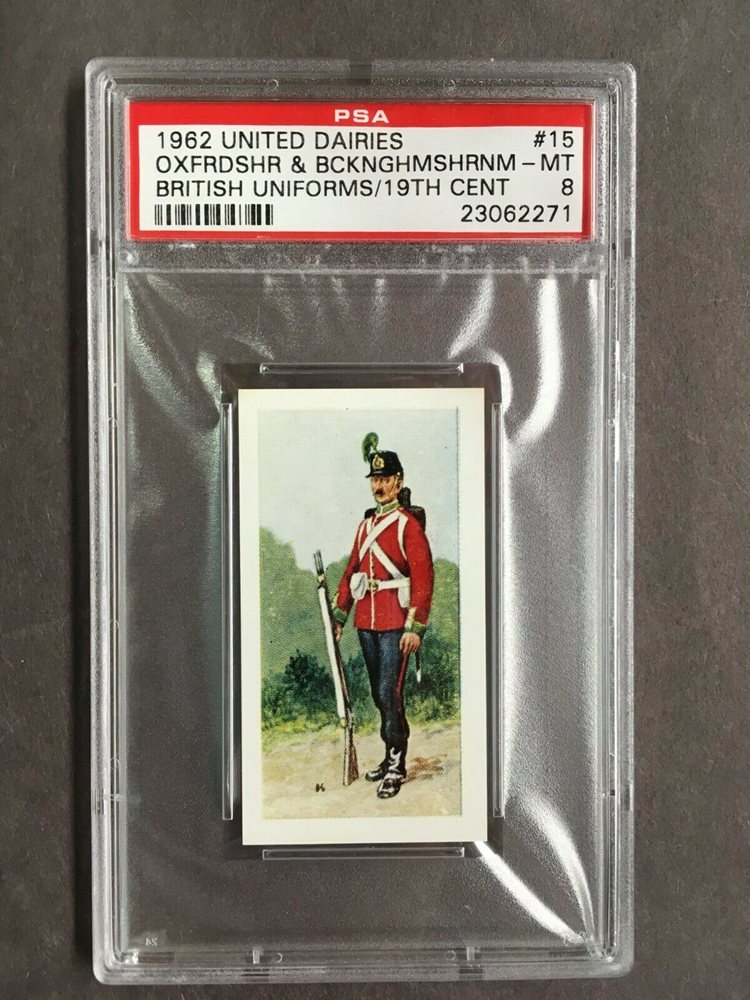 PSA
1962 UNITED DAIRIES #15
OXFRDSHR & BCKNGHMSHRNM – MT
BRITISH UNIFORMS/19TH CENT 8
23062271